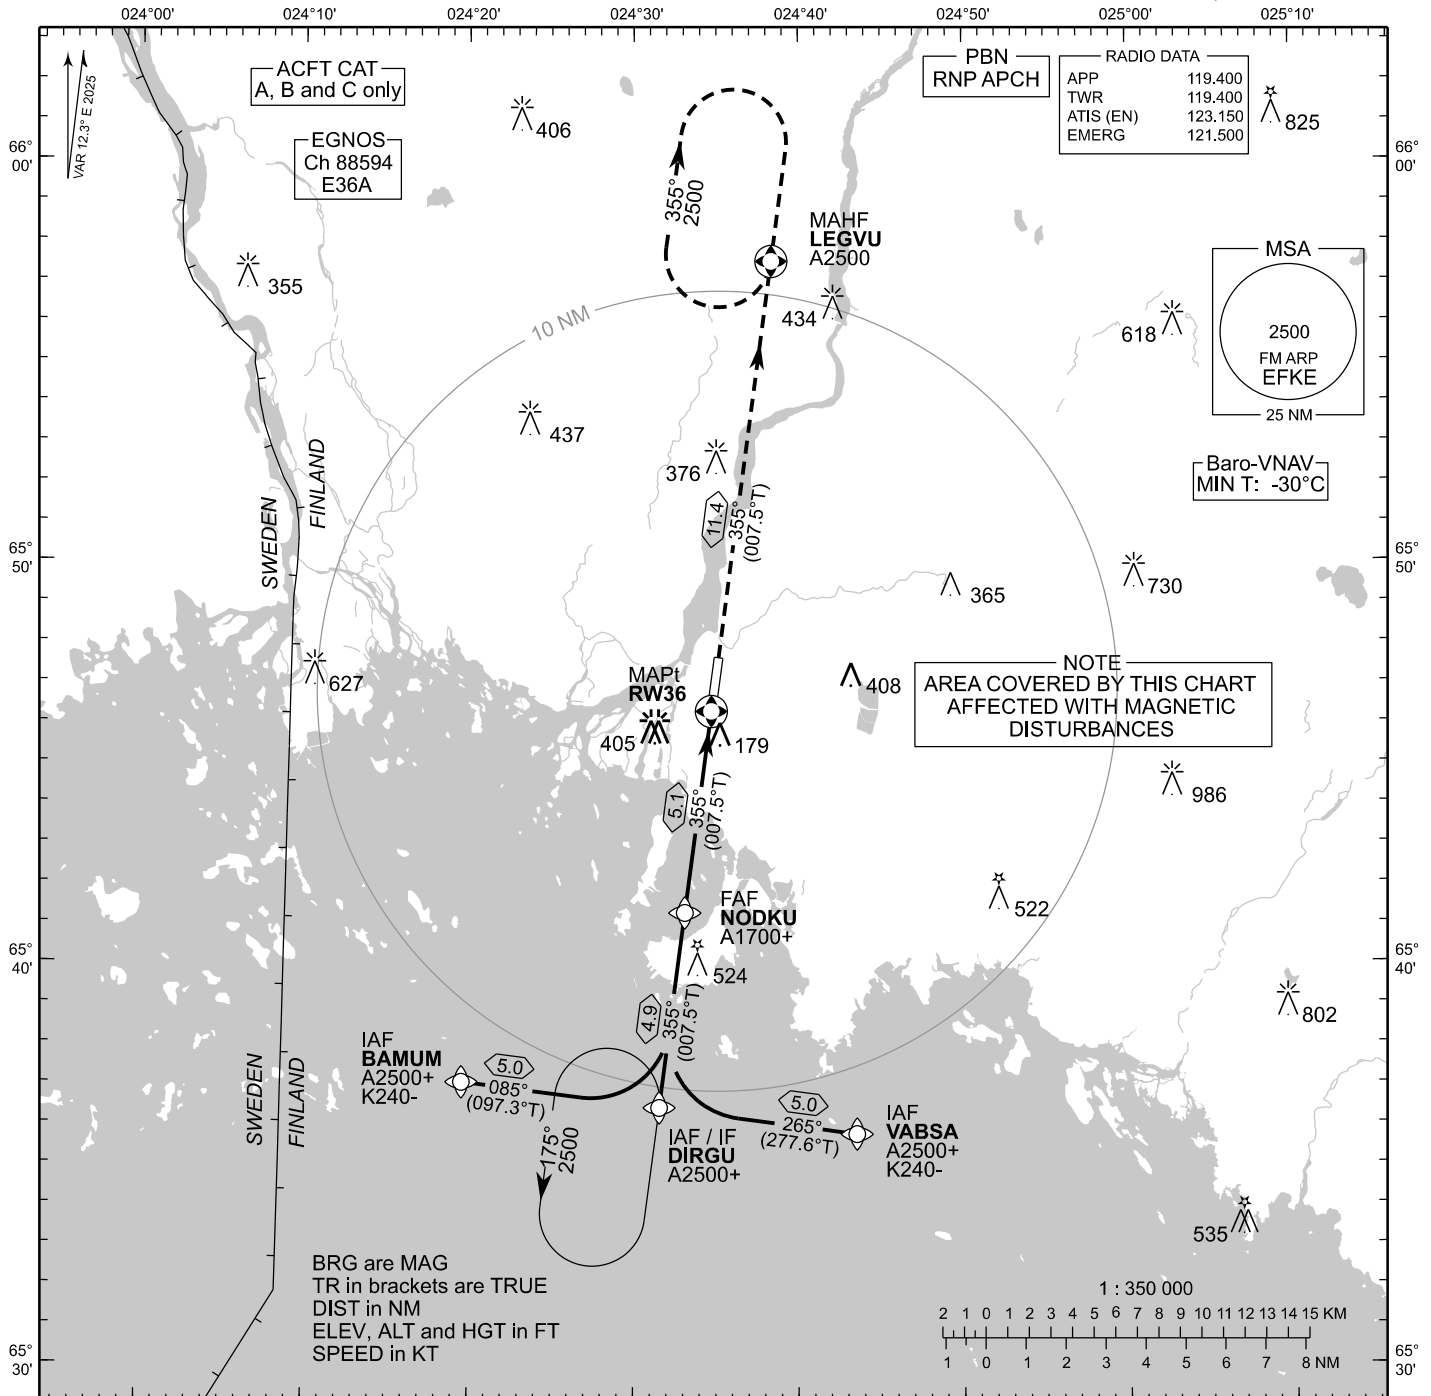 024°00' 024°10' 024°20' 024°30' 024°40' 024°50' 025°00' 025°10'
VAR 12.3° E 2025
ACFT CAT
A, B and C only
EGNOS
Ch 88594
E36A
PBN
RNP APCH
RADIO DATA
APP 119.400
TWR 119.400
ATIS (EN) 123.150
EMERG 121.500
406
825
66°
00'
66°
00'
355°
2500
MAHF
LEGVU
A2500
355
434
618
MSA
2500
FM ARP
EFKE
25 NM
10 NM
437
376
Baro-VNAV
MIN T: -30°C
SWEDEN
FINLAND
11.4
355°
(007.5°T)
65°
50'
65°
50'
365
730
627
MAPt
RW36
405
179
408
NOTE
AREA COVERED BY THIS CHART
AFFECTED WITH MAGNETIC
DISTURBANCES
986
5.1
355°
(007.5°T)
522
FAF
NODKU
A1700+
524
65°
40'
65°
40'
802
4.9
355°
(007.5°T)
IAF
BAMUM
A2500+
K240-
5.0
085°
(097.3°T)
5.0
265°
(277.6°T)
IAF
VABSA
A2500+
K240-
IAF / IF
DIRGU
A2500+
175°
2500
SWEDEN
FINLAND
535
BRG are MAG
TR in brackets are TRUE
DIST in NM
ELEV, ALT and HGT in FT
SPEED in KT
1 : 350 000
2 1 0 1 2 3 4 5 6 7 8 9 10 11 12 13 14 15 KM
1 0 1 2 3 4 5 6 7 8 NM
65°
30'
65°
30'